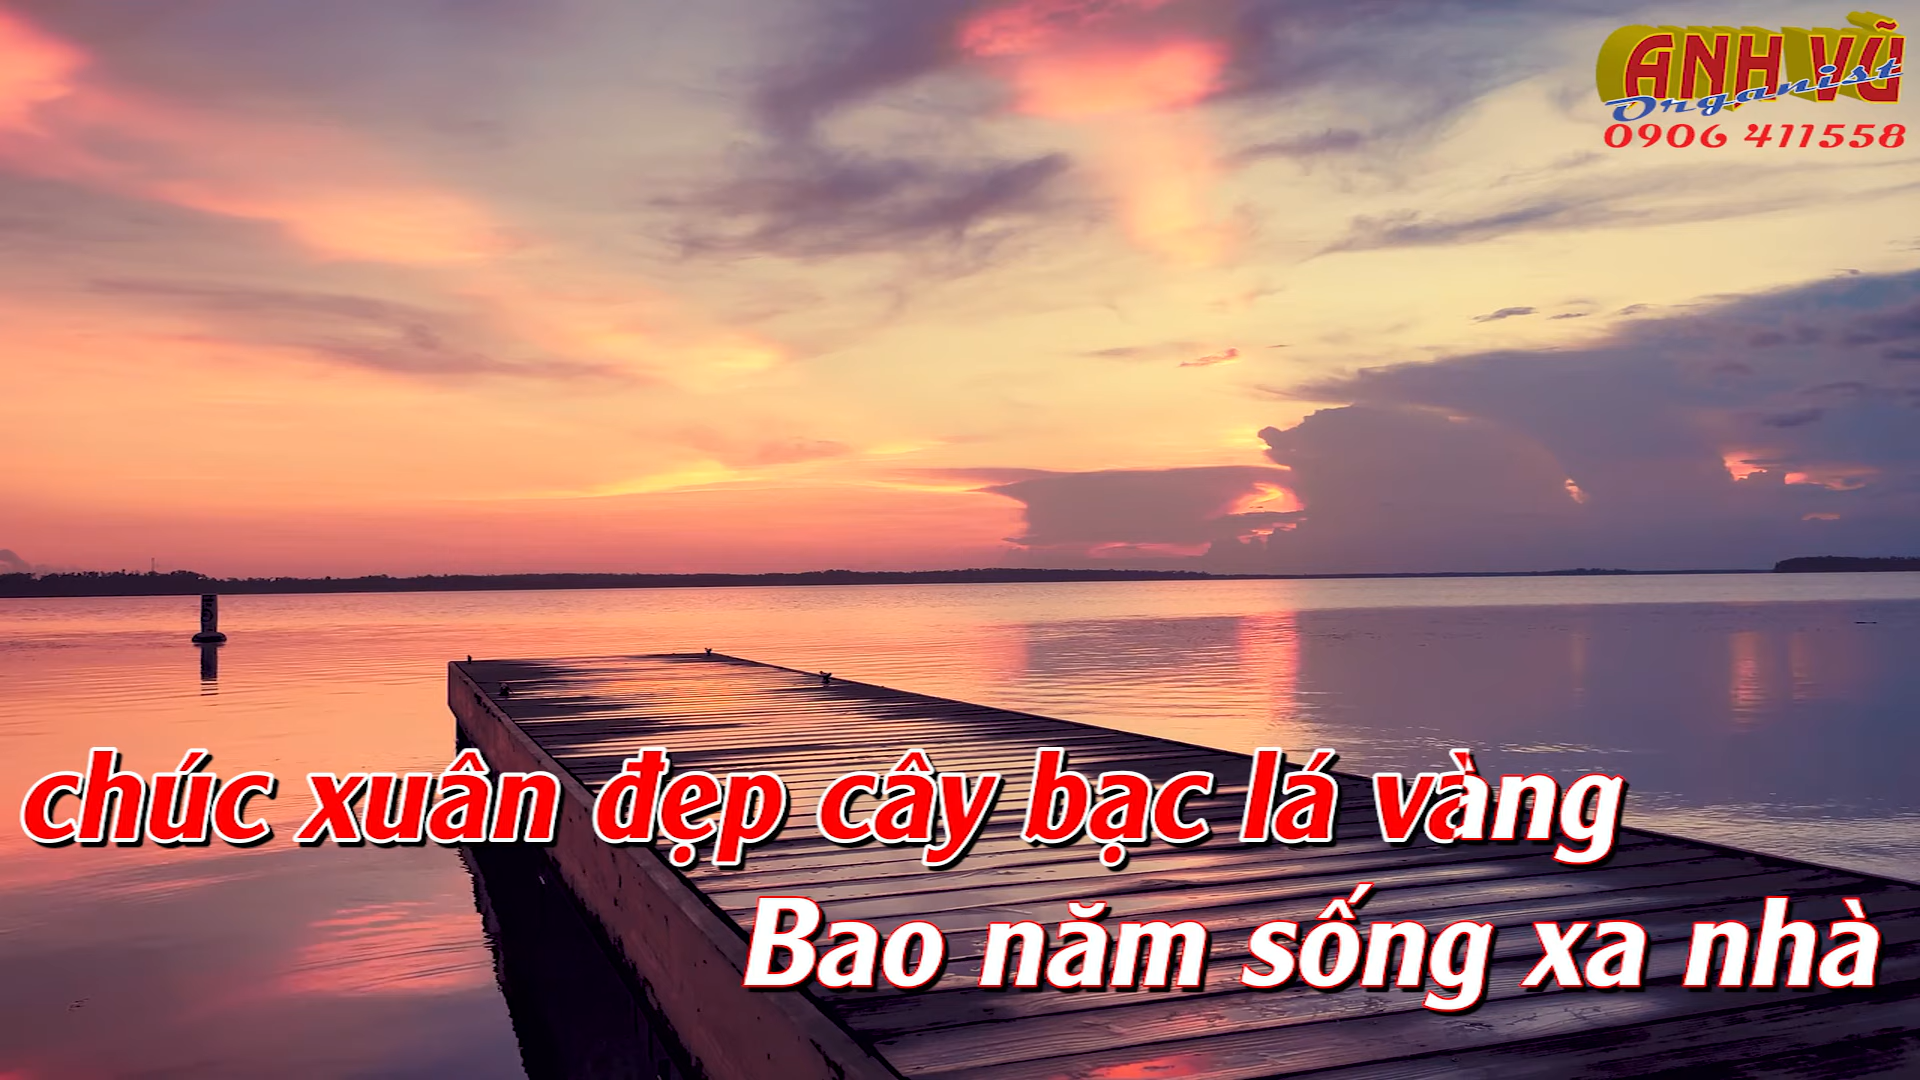 ANH VŨ
Organist
0906 411558
chúc xuân đẹp cây bạc lá vàng
Bao năm sống xa nhà